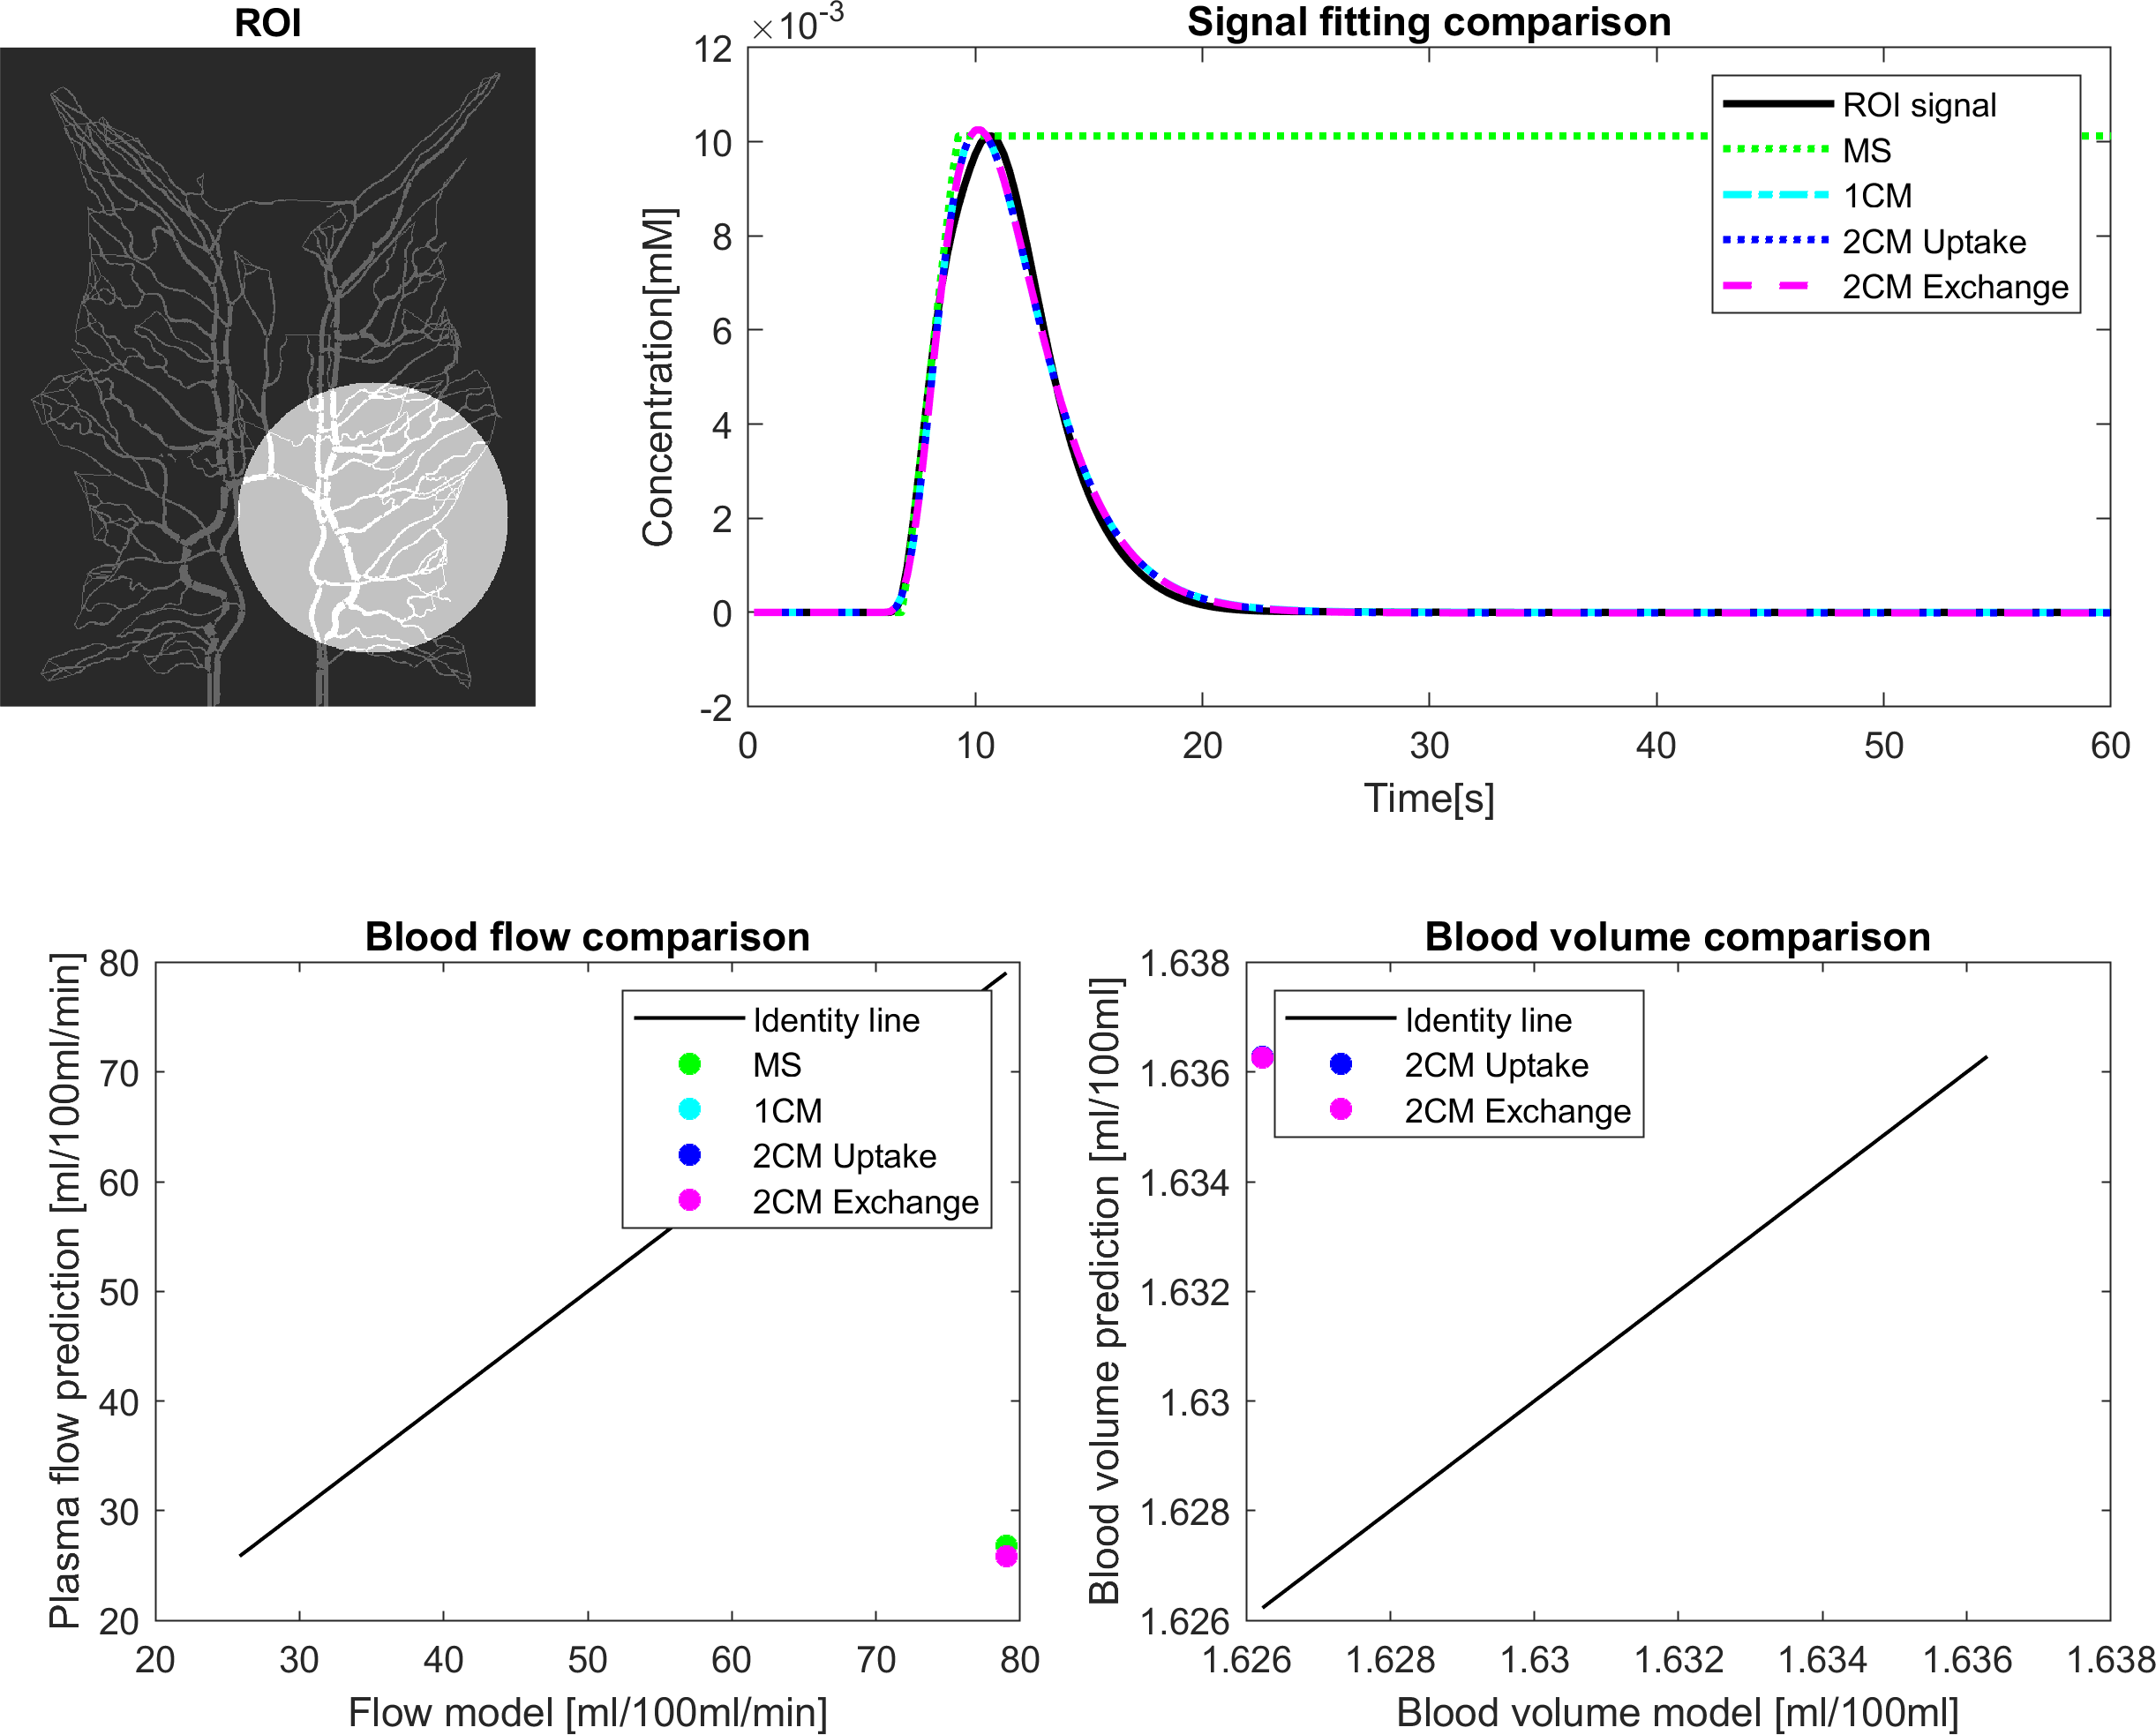 ROI
Signal fitting comparison
×10-3
12
10
8
6
4
2
0
-2
Concentration[mM]
0 10 20 30 40 50 60
Time[s]
ROI signal
MS
1CM
2CM Uptake
2CM Exchange
Blood flow comparison
80
70
60
50
40
30
20
Plasma flow prediction [ml/100ml/min]
20 30 40 50 60 70 80
Flow model [ml/100ml/min]
Identity line
MS
1CM
2CM Uptake
2CM Exchange
Blood volume comparison
1.638
1.636
1.634
1.632
1.63
1.628
1.626
Blood volume prediction [ml/100ml]
1.626 1.628 1.63 1.632 1.634 1.636 1.638
Blood volume model [ml/100ml]
Identity line
2CM Uptake
2CM Exchange